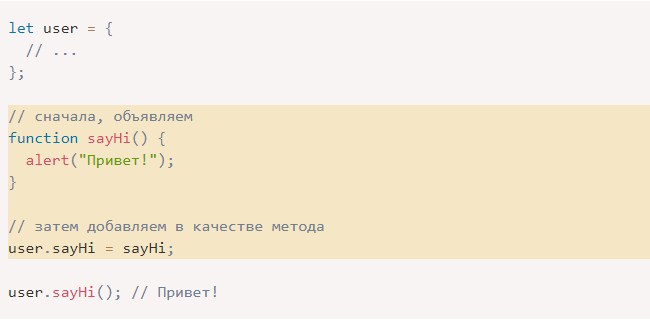 let user = {
  // ...
};
// сначала, объявляем
function sayHi() {
  alert("Привет!");
}
// затем добавляем в качестве метода
user.sayHi = sayHi;
user.sayHi(); // Привет!